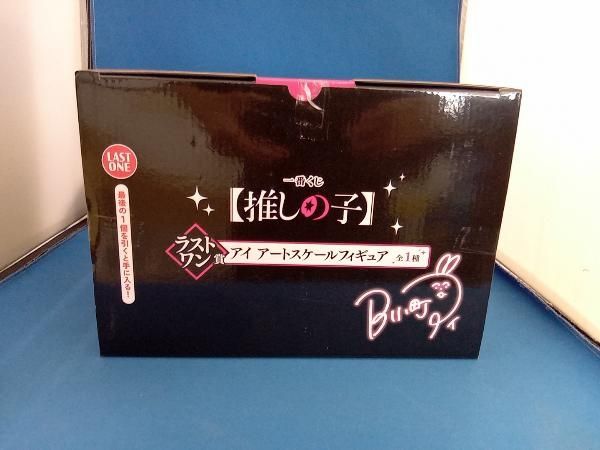 LAST
ONE
最後の1個を引くと手に入る!
一番くじ
【推しの子】
ラスト
ワン賞
アイ アートスケールフィギュア 全1種
B小町
アイ